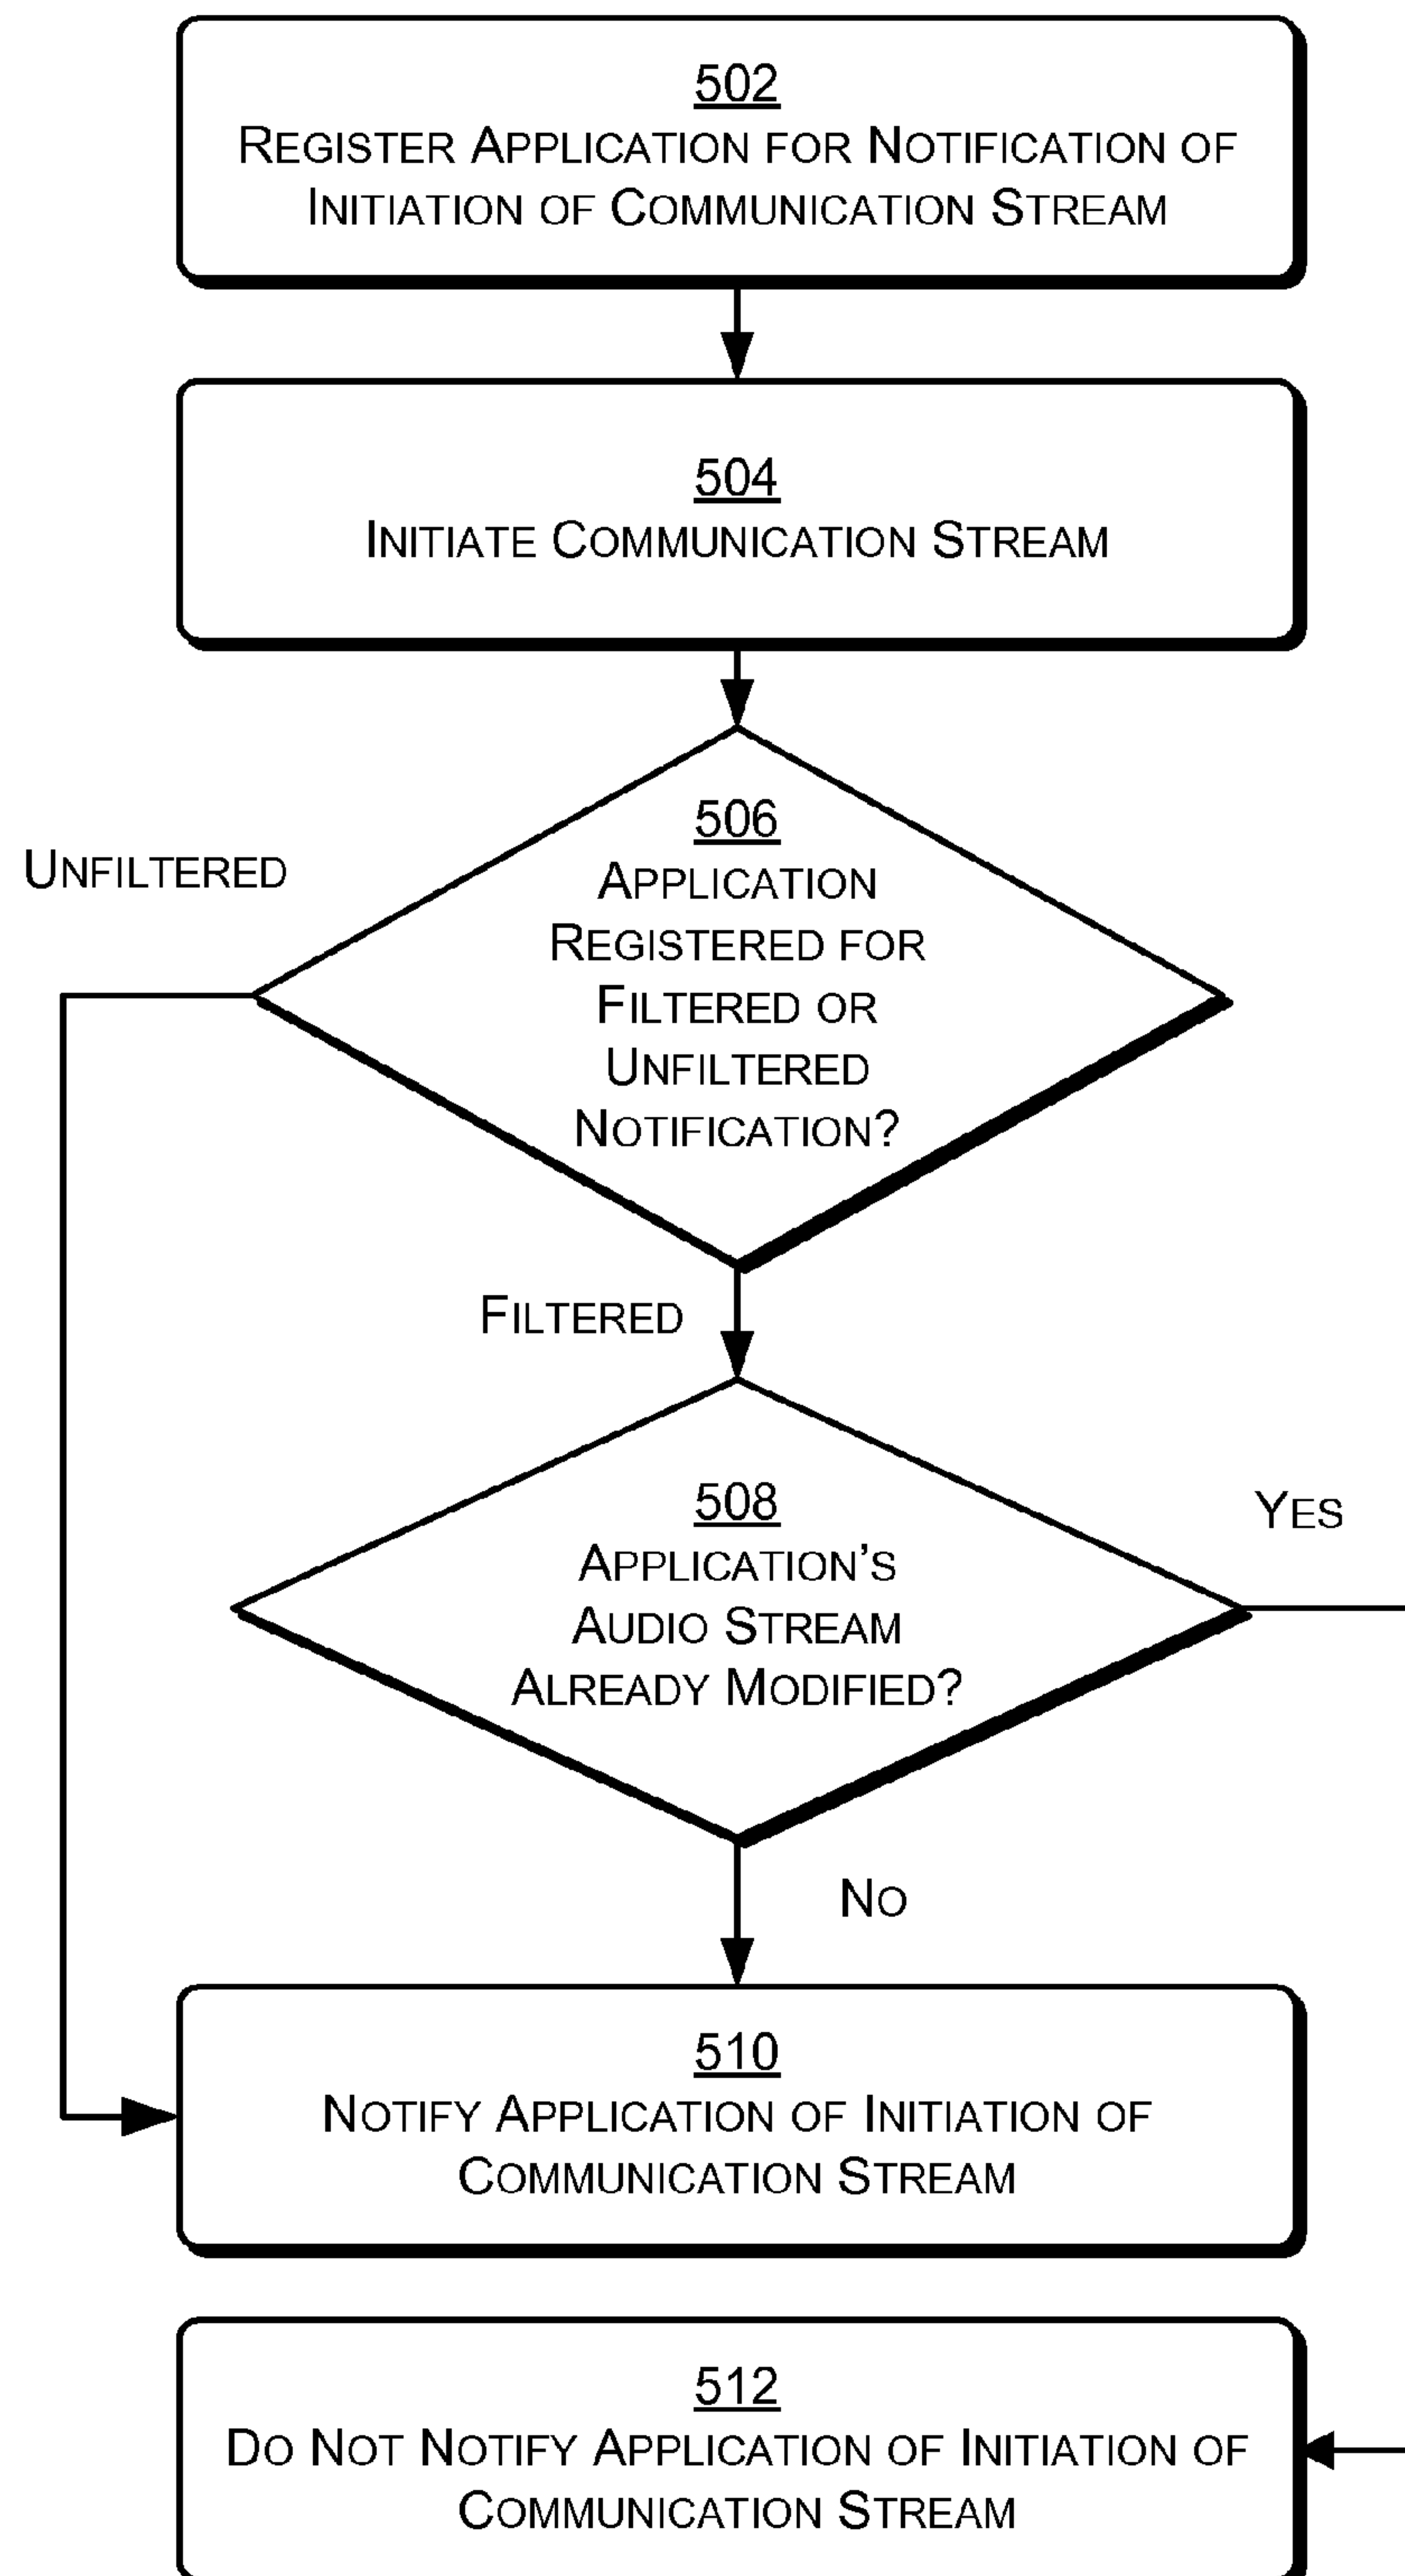 502
REGISTER APPLICATION FOR NOTIFICATION OF
INITIATION OF COMMUNICATION STREAM
504
INITIATE COMMUNICATION STREAM
506
APPLICATION
REGISTERED FOR
FILTERED OR
UNFILTERED
NOTIFICATION?
UNFILTERED
FILTERED
508
APPLICATION'S
AUDIO STREAM
ALREADY MODIFIED?
YES
NO
510
NOTIFY APPLICATION OF INITIATION OF
COMMUNICATION STREAM
512
DO NOT NOTIFY APPLICATION OF INITIATION OF
COMMUNICATION STREAM